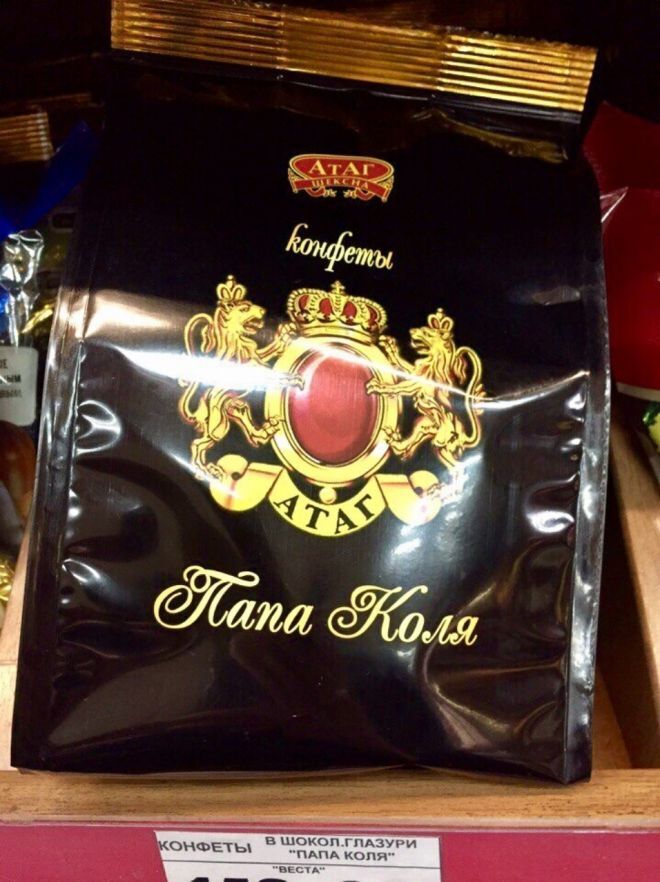 АтАГ
ШЕКСНА
конфеты
АТАГ
Папа Коля
КОНФЕТЫ
В ШОКОЛ.ГЛАЗУРИ
"ПАПА КОЛЯ"
"ВЕСТА"